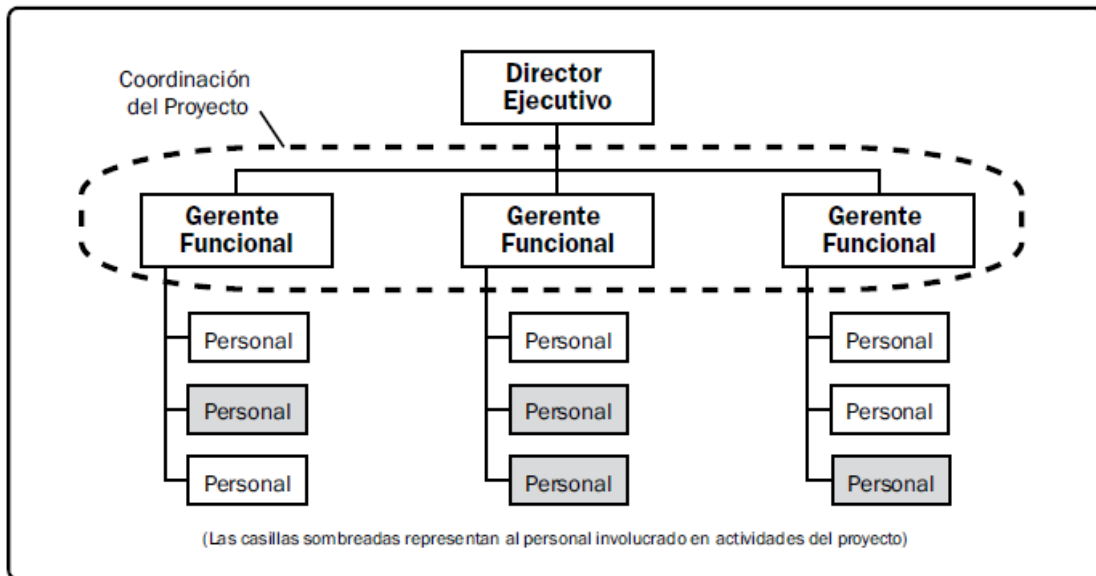 Coordinación
del Proyecto
Director
Ejecutivo
Gerente
Funcional
Gerente
Funcional
Gerente
Funcional
Personal
Personal
Personal
Personal
Personal
Personal
Personal
Personal
Personal
(Las casillas sombreadas representan al personal involucrado en actividades del proyecto)